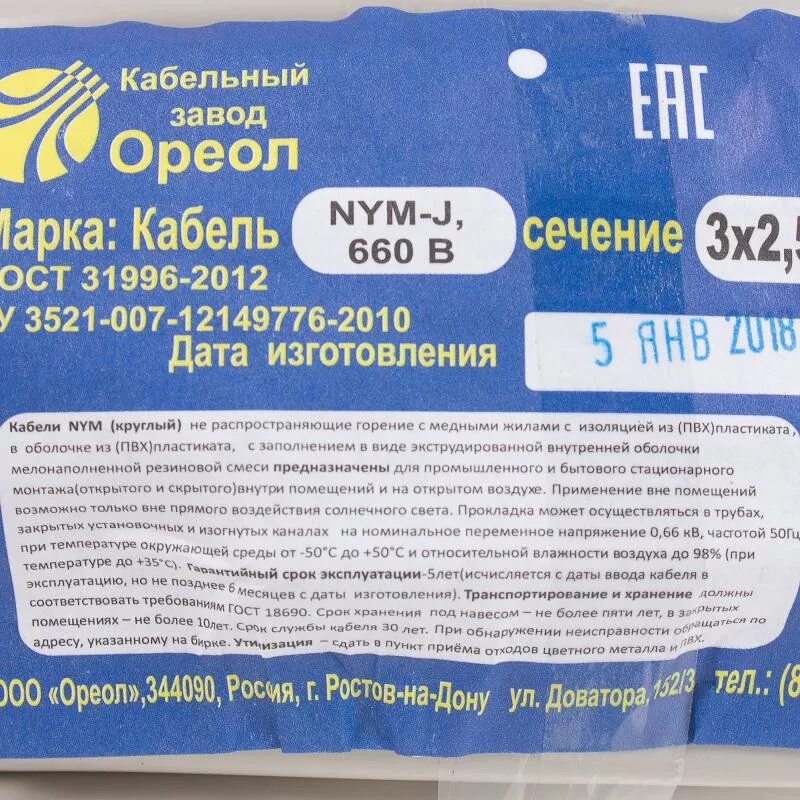 Кабельный
завод
Ореол
ЕАС
Марка: Кабель NYM-J, 660 В сечение 3х2,5
ГОСТ 31996-2012
ТУ 3521-007-12149776-2010
Дата изготовления 5 ЯНВ 2018
Кабели NYM (круглый) не распространяющие горение с медными жилами с изоляцией из (ПВХ)пластиката,
в оболочке из (ПВХ)пластиката, с заполнением в виде экструдированной внутренней оболочки
мелонаполненной резиновой смеси предназначены для промышленного и бытового стационарного
монтажа(открытого и скрытого)внутри помещений и на открытом воздухе. Применение вне помещений
возможно только вне прямого воздействия солнечного света. Прокладка может осуществляться в трубах,
закрытых установочных и изогнутых каналах на номинальное переменное напряжение 0,66 кВ, частотой 50Гц
при температуре окружающей среды от -50°С до +50°С и относительной влажности воздуха до 98% (при
температуре до +35°С). Гарантийный срок эксплуатации-5лет(исчисляется с даты ввода кабеля в
эксплуатацию, но не позднее 6 месяцев с даты изготовления). Транспортирование и хранение должны
соответствовать требованиям ГОСТ 18690. Срок хранения под навесом – не более пяти лет, в закрытых
помещениях – не более 10лет. Срок службы кабеля 30 лет. При обнаружении неисправности обращаться по
адресу, указанному на бирке. Утилизация – сдать в пункт приёма отходов цветного металла и ПВХ.
ООО «Ореол»,344090, Россия, г. Ростов-на-Дону ул. Доватора, 152/3 тел.: (8